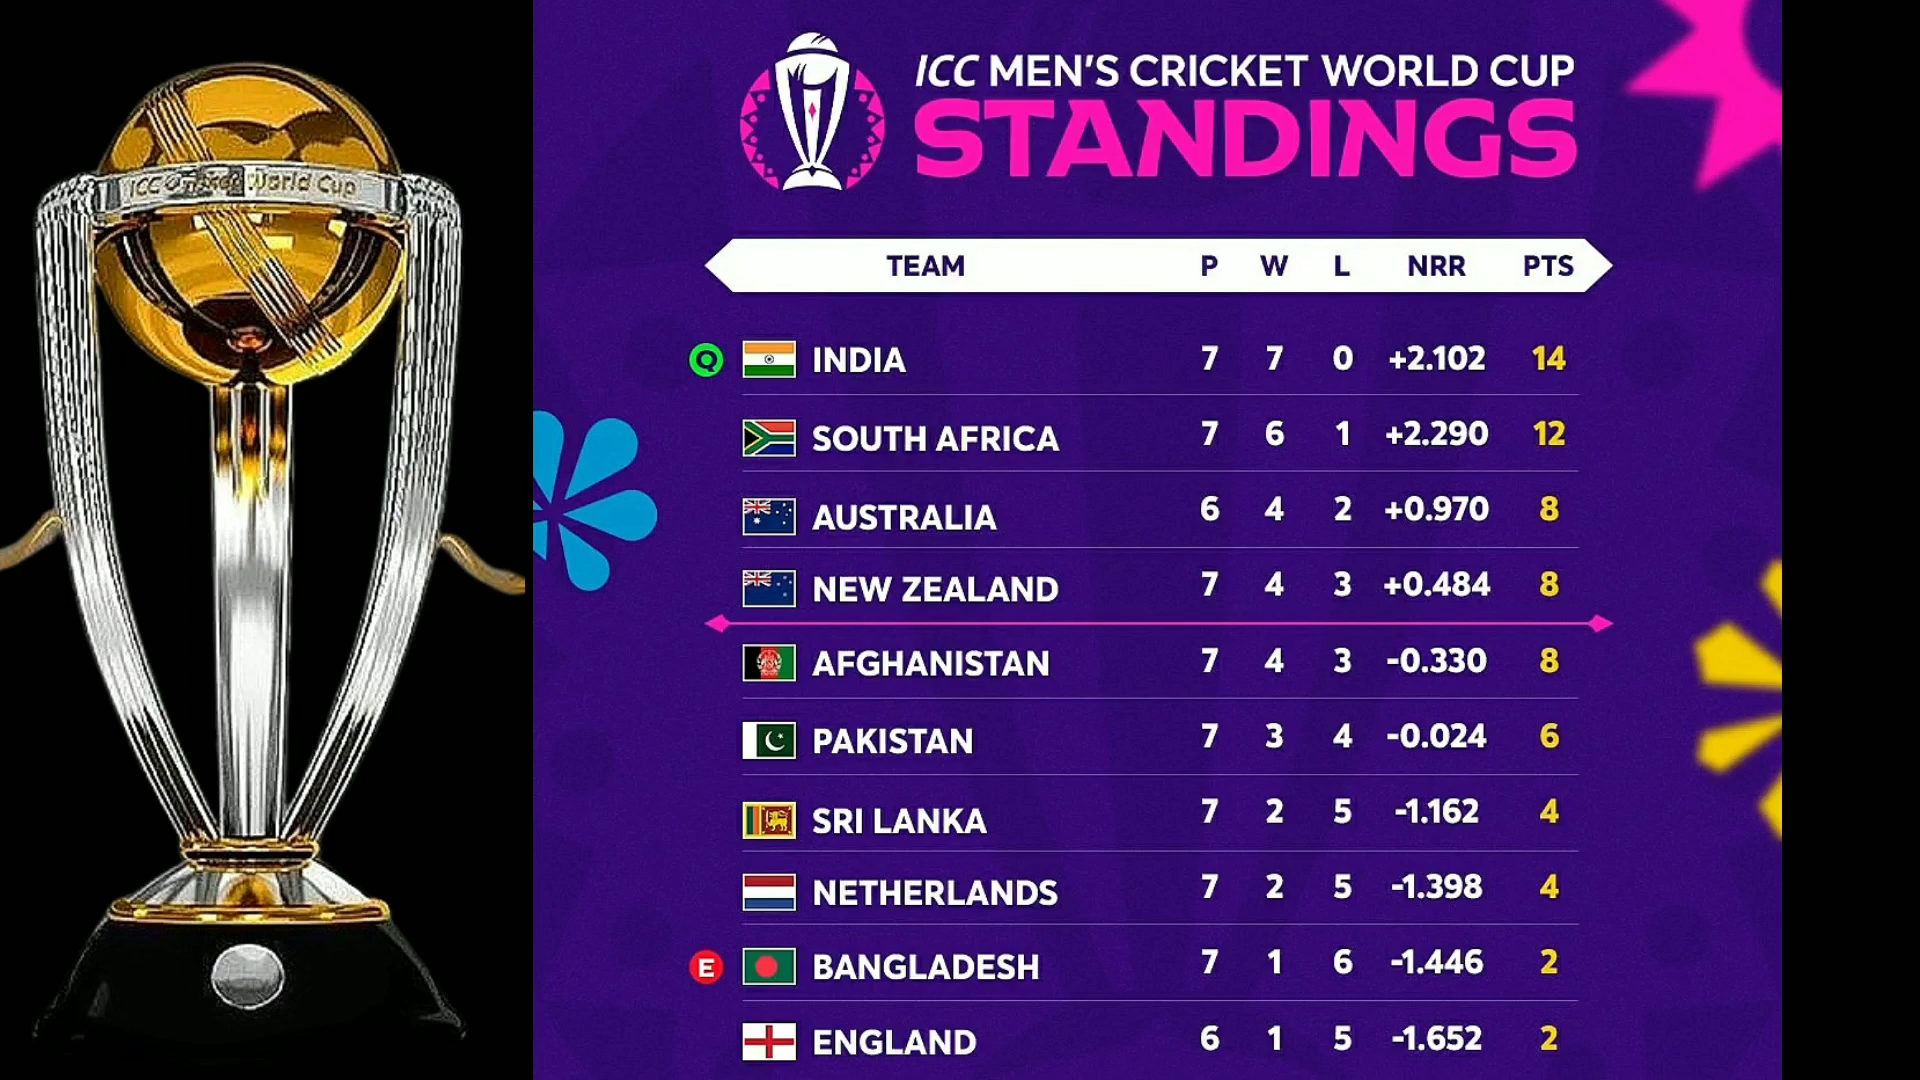 ICC Cricket World Cup
ICC MEN'S CRICKET WORLD CUP
STANDINGS
TEAM P W L NRR PTS
Q INDIA 7 7 0 +2.102 14
SOUTH AFRICA 7 6 1 +2.290 12
AUSTRALIA 6 4 2 +0.970 8
NEW ZEALAND 7 4 3 +0.484 8
AFGHANISTAN 7 4 3 -0.330 8
PAKISTAN 7 3 4 -0.024 6
SRI LANKA 7 2 5 -1.162 4
NETHERLANDS 7 2 5 -1.398 4
E BANGLADESH 7 1 6 -1.446 2
ENGLAND 6 1 5 -1.652 2